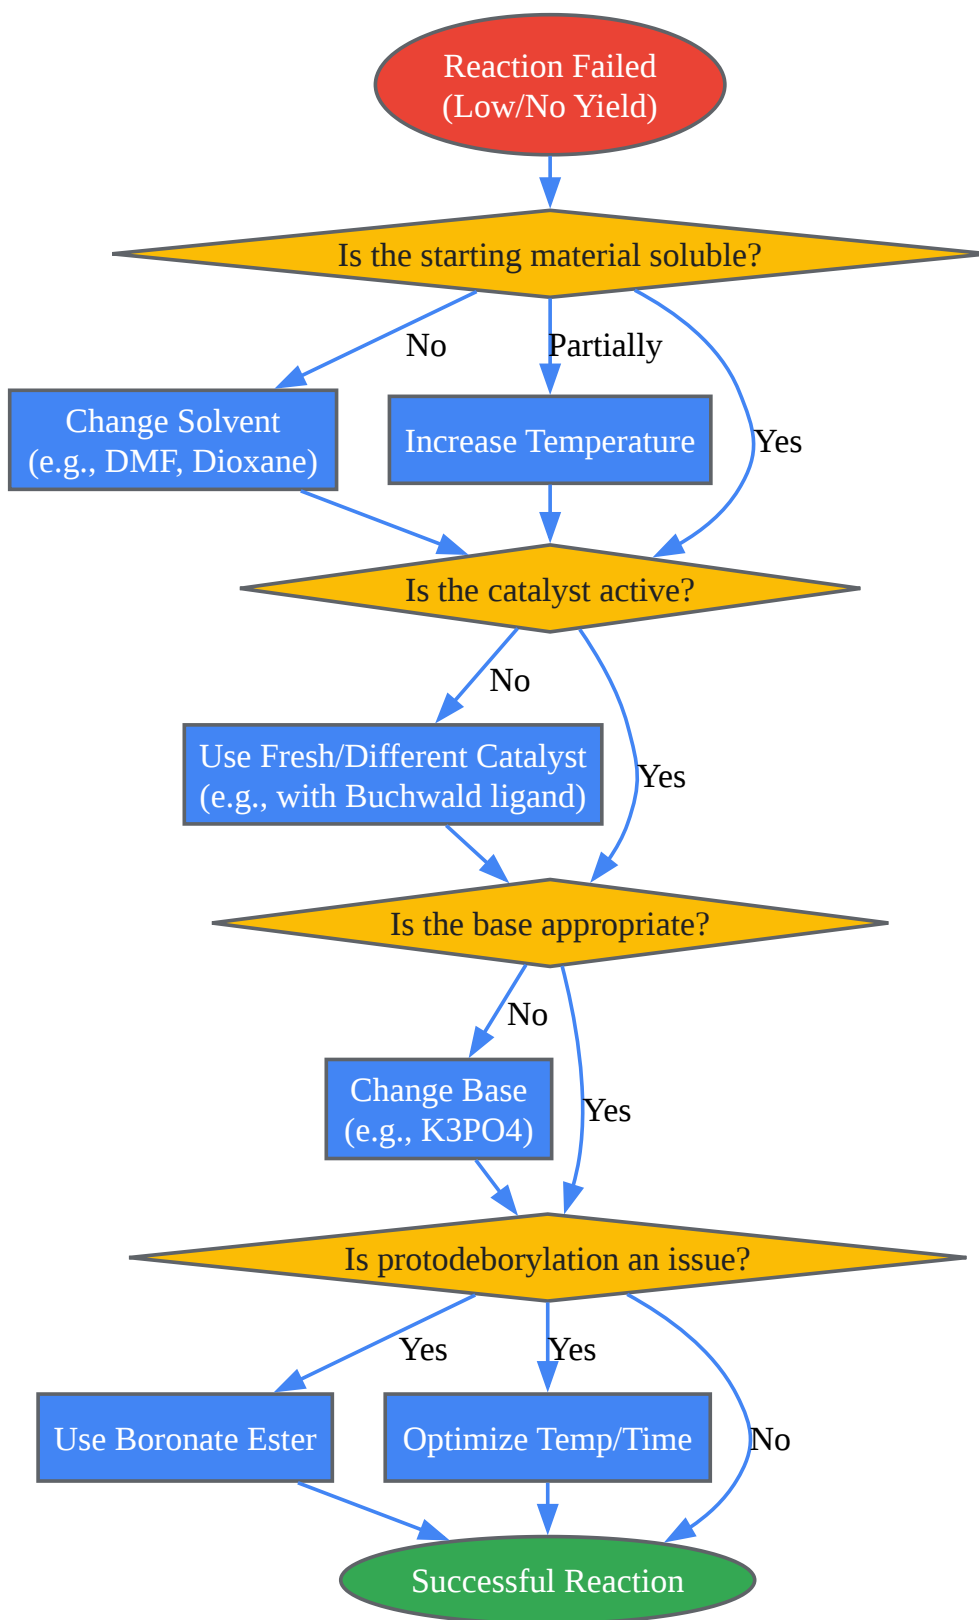 Reaction Failed
(Low/No Yield)
Is the starting material soluble?
No
Partially
Yes
Change Solvent
(e.g., DMF, Dioxane)
Increase Temperature
Is the catalyst active?
No
Yes
Use Fresh/Different Catalyst
(e.g., with Buchwald ligand)
Is the base appropriate?
No
Yes
Change Base
(e.g., K3PO4)
Is protodeborylation an issue?
Yes
Yes
No
Use Boronate Ester
Optimize Temp/Time
Successful Reaction